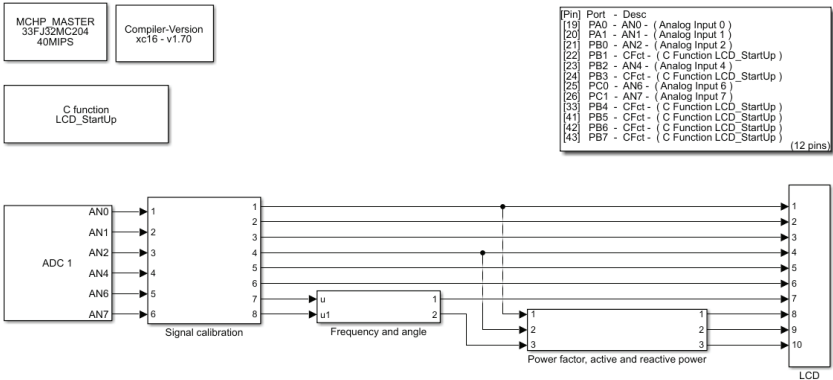 MCHP_MASTER
33FJ32MC204
40MIPS
Compiler-Version
xc16 - v1.70
C function
LCD_StartUp
[Pin] Port - Desc
[19] PA0 - AN0 - ( Analog Input 0 )
[20] PA1 - AN1 - ( Analog Input 1 )
[21] PB0 - AN2 - ( Analog Input 2 )
[22] PB1 - CFct - ( C Function LCD_StartUp )
[23] PB2 - AN4 - ( Analog Input 4 )
[24] PB3 - CFct - ( C Function LCD_StartUp )
[25] PC0 - AN6 - ( Analog Input 6 )
[26] PC1 - AN7 - ( Analog Input 7 )
[33] PB4 - CFct - ( C Function LCD_StartUp )
[41] PB5 - CFct - ( C Function LCD_StartUp )
[42] PB6 - CFct - ( C Function LCD_StartUp )
[43] PB7 - CFct - ( C Function LCD_StartUp )
(12 pins)
ADC 1
AN0
AN1
AN2
AN4
AN6
AN7
1
2
3
4
5
6
1
2
3
4
5
6
7
8
Signal calibration
u
u1
1
2
Frequency and angle
1
2
3
1
2
3
Power factor, active and reactive power
1
2
3
4
5
6
7
8
9
10
LCD